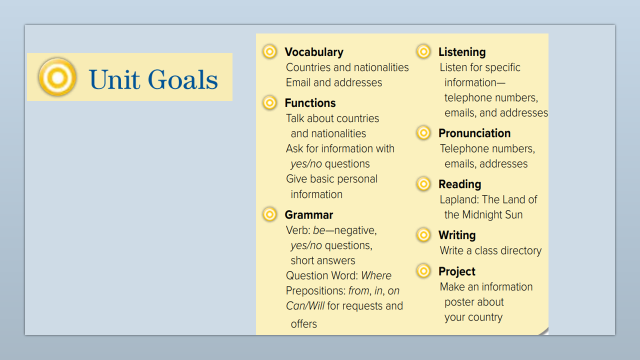 Unit Goals
Vocabulary
Countries and nationalities
Email and addresses
Functions
Talk about countries
and nationalities
Ask for information with
yes/no questions
Give basic personal
information
Grammar
Verb: be—negative,
yes/no questions,
short answers
Question Word: Where
Prepositions: from, in, on
Can/Will for requests and
offers
Listening
Listen for specific
information—
telephone numbers,
emails, and addresses
Pronunciation
Telephone numbers,
emails, addresses
Reading
Lapland: The Land of
the Midnight Sun
Writing
Write a class directory
Project
Make an information
poster about
your country